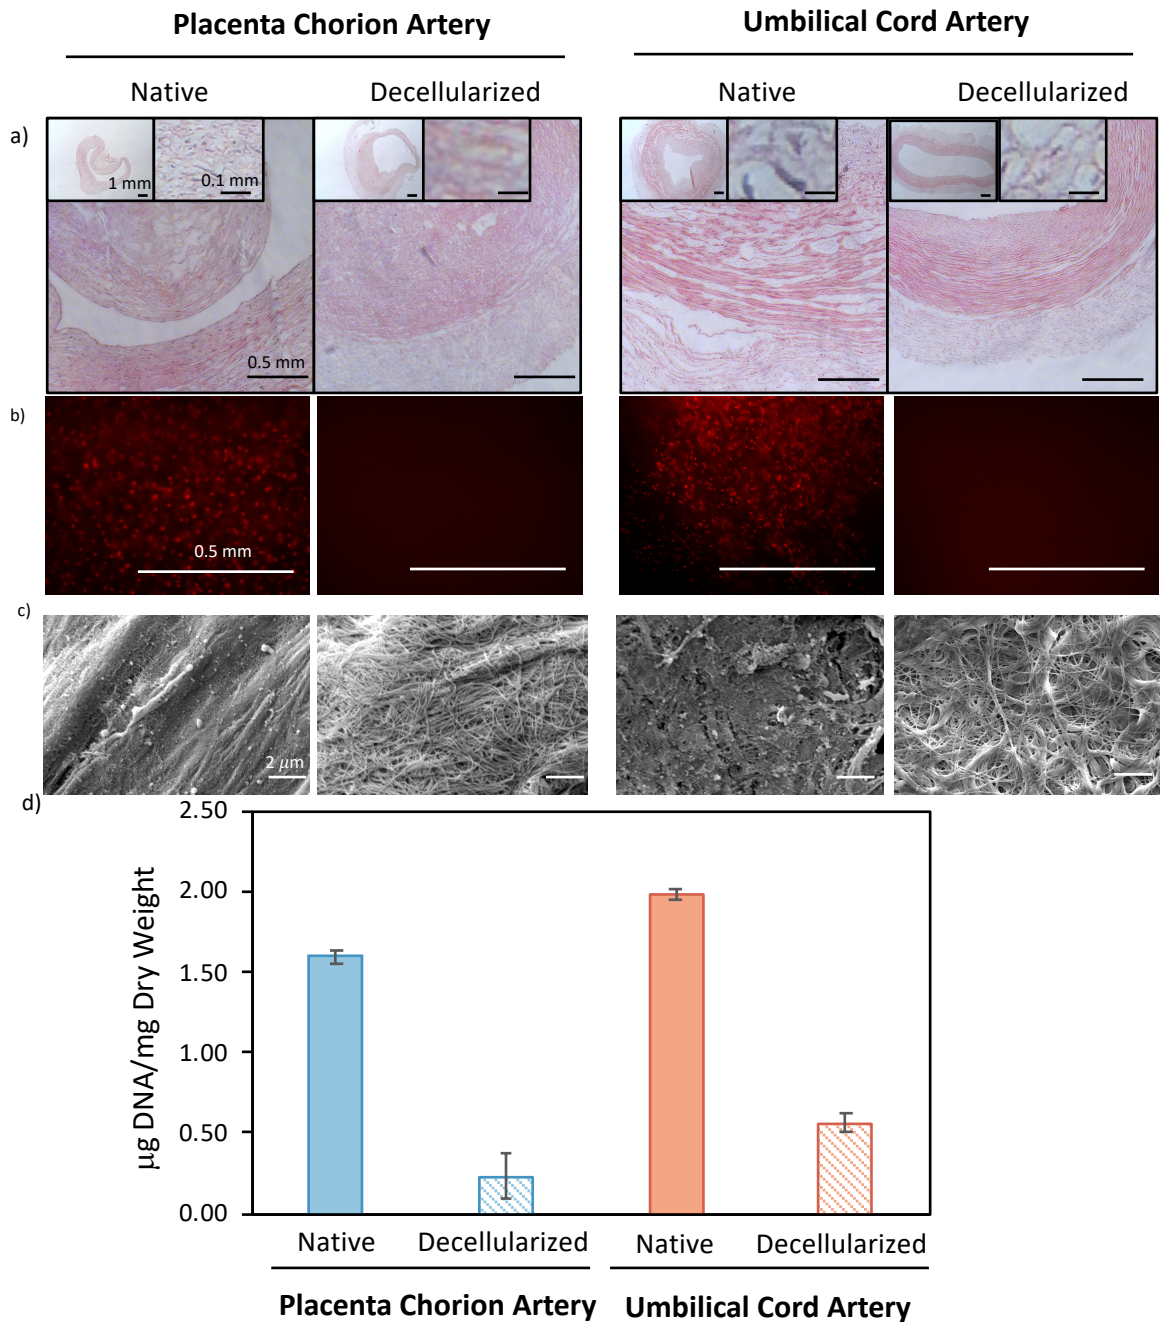 Placenta Chorion Artery
Umbilical Cord Artery
Native
Decellularized
Native
Decellularized
a)
1 mm
0.1 mm
0.5 mm
b)
0.5 mm
c)
2 μm
d)
2.50
2.00
1.50
1.00
0.50
0.00
μg DNA/mg Dry Weight
Native
Decellularized
Native
Decellularized
Placenta Chorion Artery
Umbilical Cord Artery